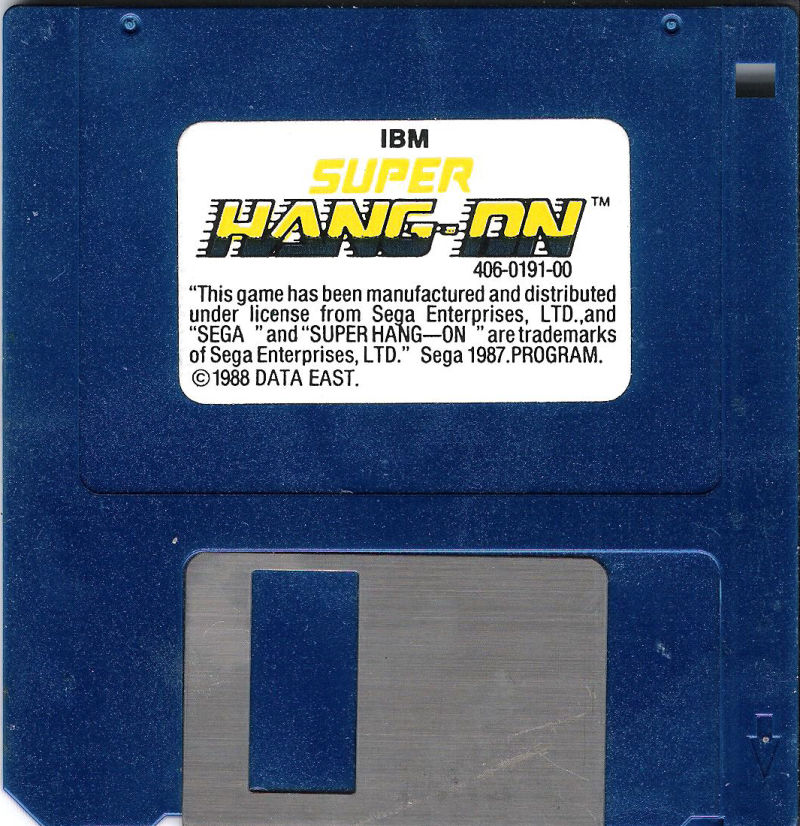 IBM
SUPER
HANG-ON™
406-0191-00
“This game has been manufactured and distributed
under license from Sega Enterprises, LTD.,and
“SEGA ” and “SUPER HANG—ON ” are trademarks
of Sega Enterprises, LTD.” Sega 1987.PROGRAM.
©1988 DATA EAST.